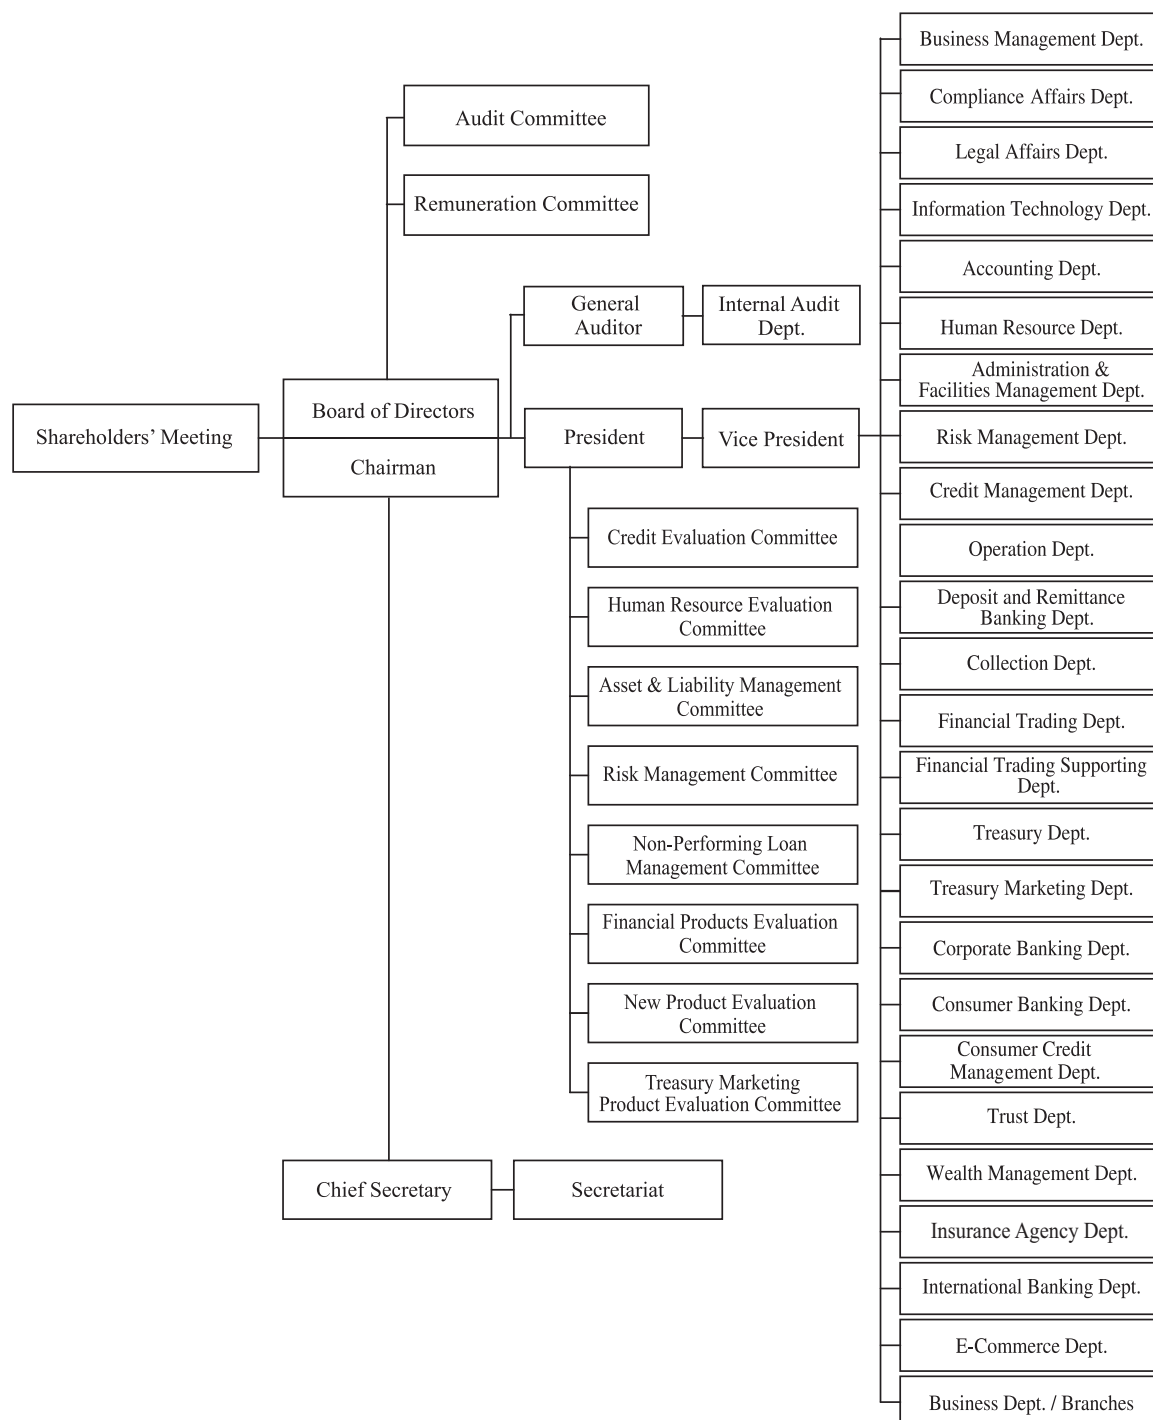 Shareholders’ Meeting
Board of Directors
Chairman
Audit Committee
Remuneration Committee
General
Auditor
Internal Audit
Dept.
President
Vice President
Credit Evaluation Committee
Human Resource Evaluation
Committee
Asset & Liability Management
Committee
Risk Management Committee
Non-Performing Loan
Management Committee
Financial Products Evaluation
Committee
New Product Evaluation
Committee
Treasury Marketing
Product Evaluation Committee
Chief Secretary
Secretariat
Business Management Dept.
Compliance Affairs Dept.
Legal Affairs Dept.
Information Technology Dept.
Accounting Dept.
Human Resource Dept.
Administration &
Facilities Management Dept.
Risk Management Dept.
Credit Management Dept.
Operation Dept.
Deposit and Remittance
Banking Dept.
Collection Dept.
Financial Trading Dept.
Financial Trading Supporting
Dept.
Treasury Dept.
Treasury Marketing Dept.
Corporate Banking Dept.
Consumer Banking Dept.
Consumer Credit
Management Dept.
Trust Dept.
Wealth Management Dept.
Insurance Agency Dept.
International Banking Dept.
E-Commerce Dept.
Business Dept. / Branches